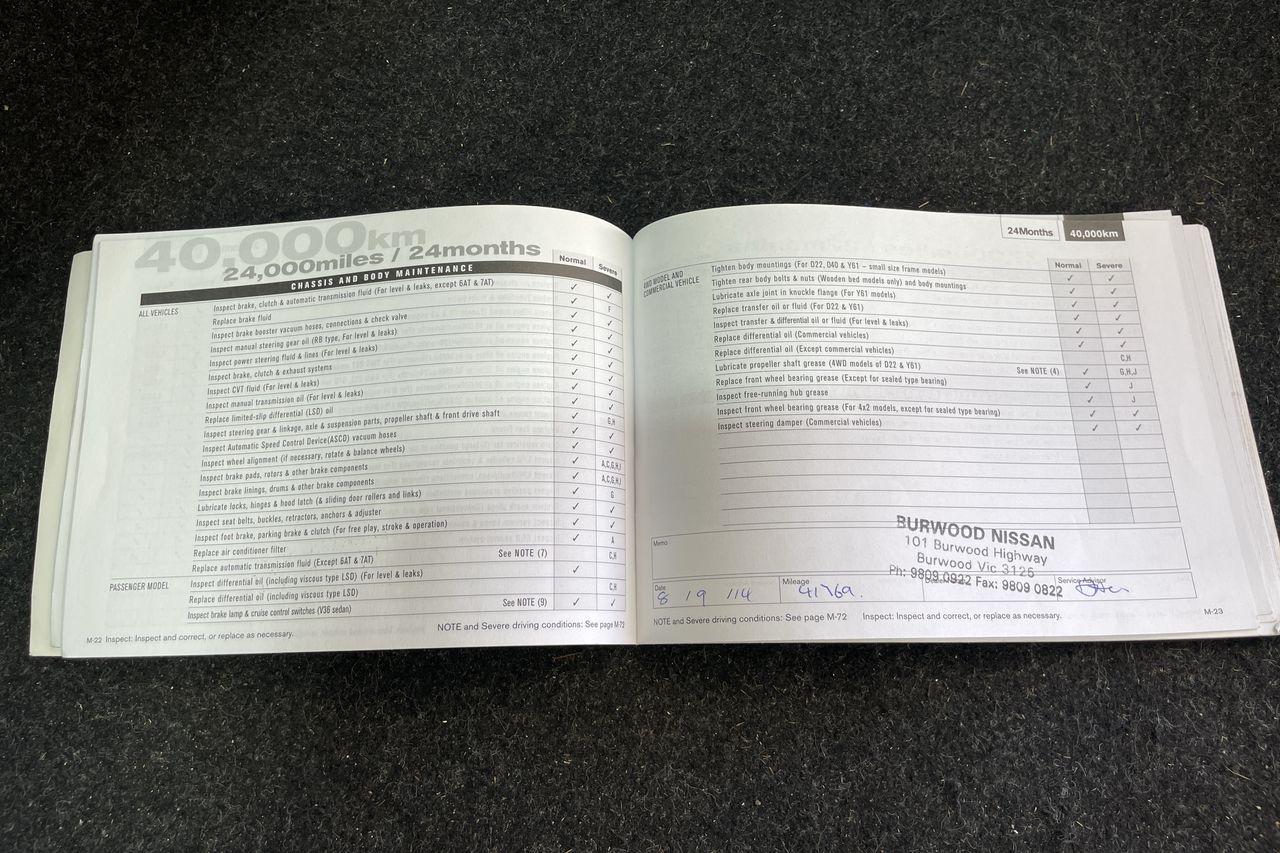 40,000km
24,000miles / 24months
Normal Severe
CHASSIS AND BODY MAINTENANCE
ALL VEHICLES
Inspect brake, clutch & automatic transmission fluid (For level & leaks, except 6AT & 7AT) ✓ ✓
Replace brake fluid ✓ F
Inspect brake booster vacuum hoses, connections & check valve ✓ ✓
Inspect manual steering gear oil (RB type, For level & leaks) ✓ ✓
Inspect power steering fluid & lines (For level & leaks) ✓ ✓
Inspect brake, clutch & exhaust systems ✓ ✓
Inspect CVT fluid (For level & leaks) ✓ ✓
Inspect manual transmission oil (For level & leaks) ✓ ✓
Replace limited-slip differential (LSD) oil ✓ ✓
Inspect steering gear & linkage, axle & suspension parts, propeller shaft & front drive shaft ✓ G,H
Inspect Automatic Speed Control Device(ASCD) vacuum hoses ✓ ✓
Inspect wheel alignment (if necessary, rotate & balance wheels) ✓ ✓
Inspect brake pads, rotors & other brake components ✓ A,C,G,H,I
Inspect brake linings, drums & other brake components ✓ A,C,G,H,I
Lubricate locks, hinges & hood latch (& sliding door rollers and links) ✓ G
Inspect seat belts, buckles, retractors, anchors & adjuster ✓ ✓
Inspect foot brake, parking brake & clutch (For free play, stroke & operation) ✓ ✓
Replace air conditioner filter ✓ A
Replace automatic transmission fluid (Except 6AT & 7AT) See NOTE (7) C,H
PASSENGER MODEL
Inspect differential oil (including viscous type LSD) (For level & leaks) ✓
Replace differential oil (including viscous type LSD) C,H
Inspect brake lamp & cruise control switches (V36 sedan) See NOTE (9) ✓ ✓
M-22 Inspect: Inspect and correct, or replace as necessary.
NOTE and Severe driving conditions: See page M-72
24Months 40,000km
Normal Severe
4WD MODEL AND
COMMERCIAL VEHICLE
Tighten body mountings (For D22, D40 & Y61 – small size frame models) ✓ ✓
Tighten rear body bolts & nuts (Wooden bed models only) and body mountings ✓ ✓
Lubricate axle joint in knuckle flange (For Y61 models) ✓ ✓
Replace transfer oil or fluid (For D22 & Y61) ✓ ✓
Inspect transfer & differential oil or fluid (For level & leaks) ✓ ✓
Replace differential oil (Commercial vehicles) ✓ ✓
Replace differential oil (Except commercial vehicles) C,H
Lubricate propeller shaft grease (4WD models of D22 & Y61) See NOTE (4) ✓ G,H,J
Replace front wheel bearing grease (Except for sealed type bearing) ✓ J
Inspect free-running hub grease ✓ J
Inspect front wheel bearing grease (For 4x2 models, except for sealed type bearing) ✓ ✓
Inspect steering damper (Commercial vehicles) ✓ ✓
Memo
BURWOOD NISSAN
101 Burwood Highway
Burwood Vic 3125
Ph: 9809 0922 Fax: 9809 0822
Date 8 / 9 / 14
Mileage 41769.
Service Advisor
NOTE and Severe driving conditions: See page M-72 Inspect: Inspect and correct, or replace as necessary.
M-23